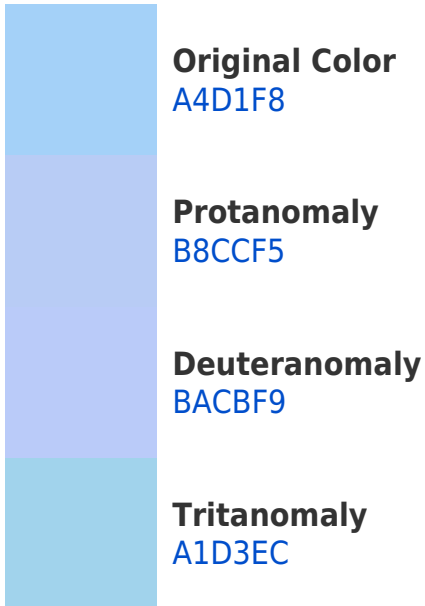 Original Color
A4D1F8
Protanomaly
B8CCF5
Deuteranomaly
BACBF9
Tritanomaly
A1D3EC